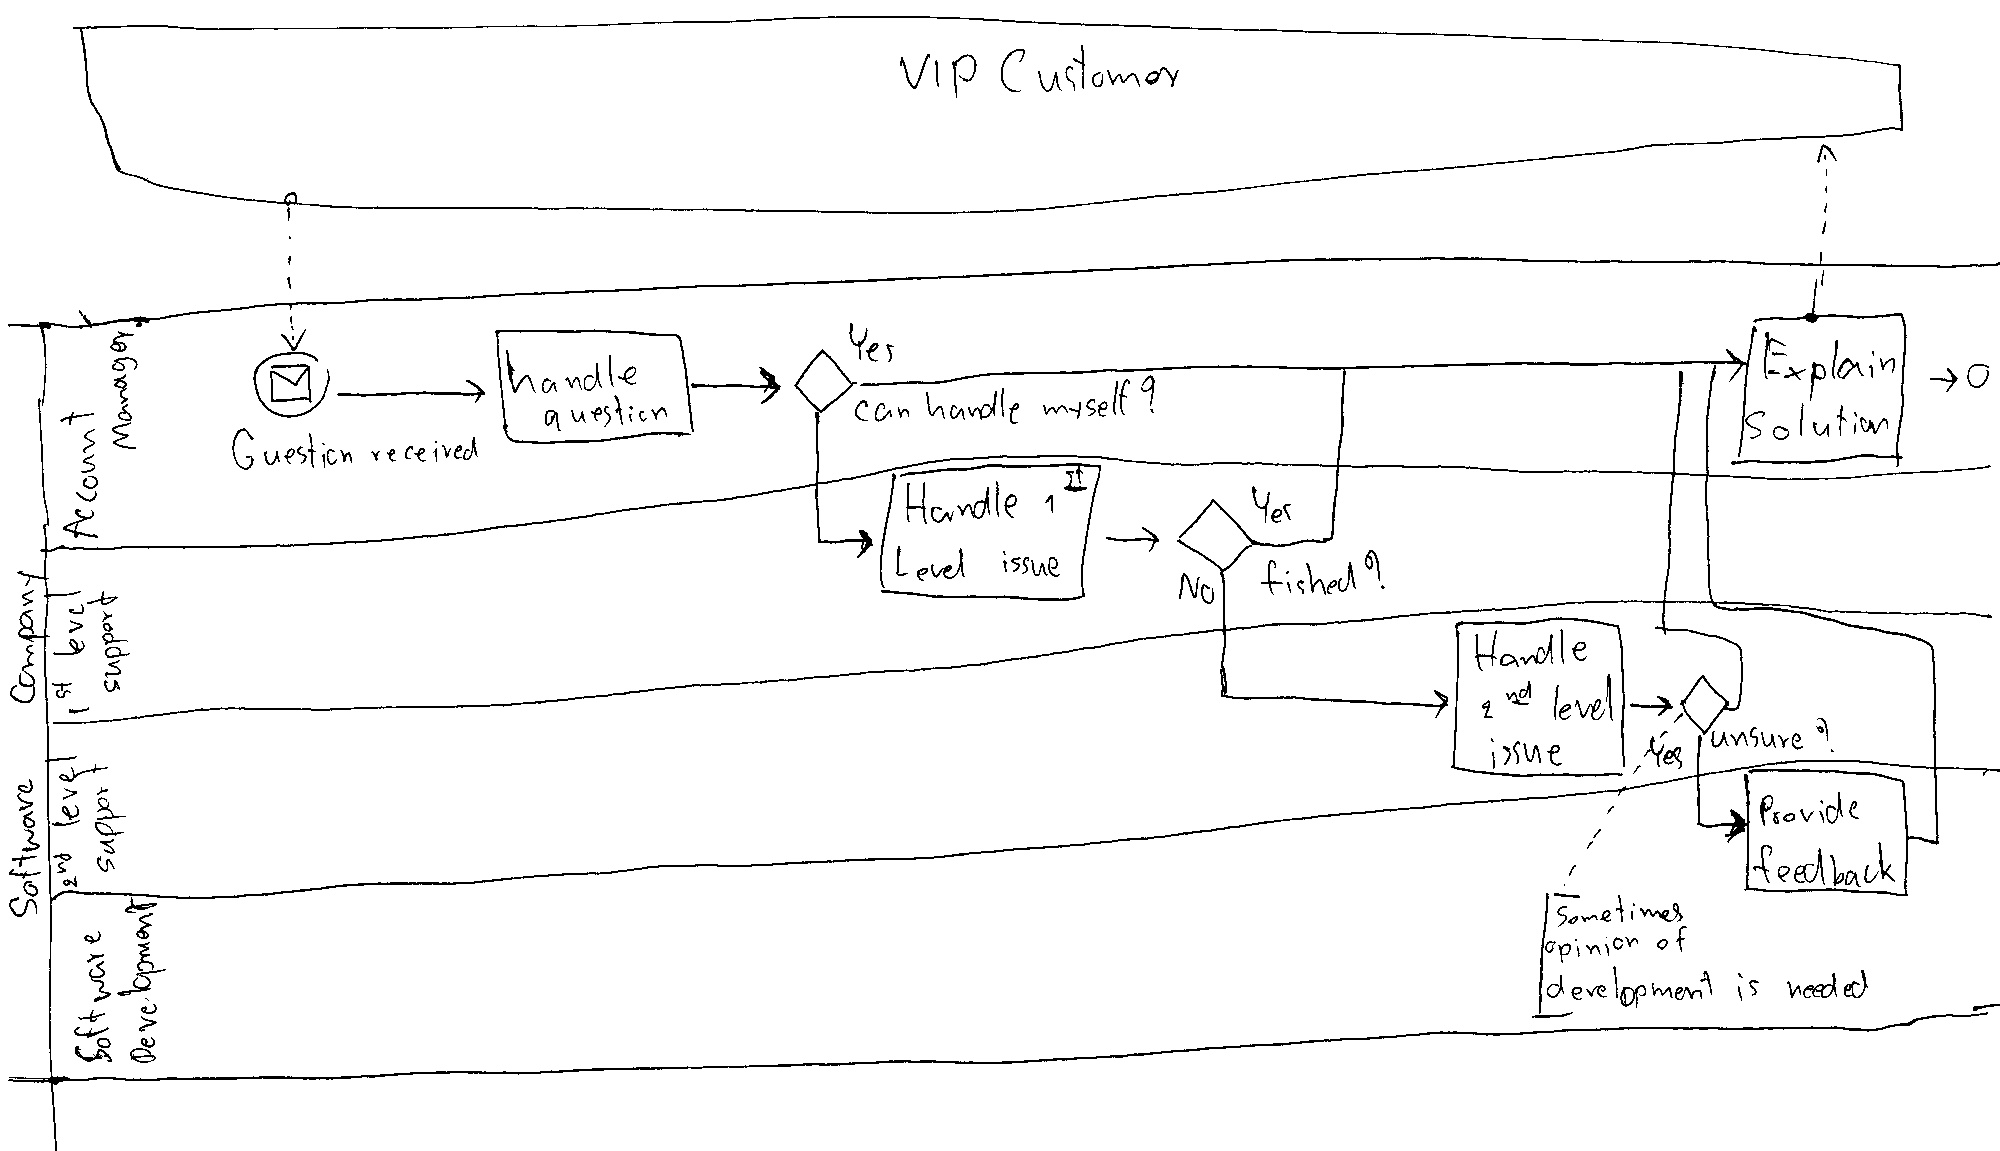 VIP Customer
Software Company
Account
Manager
Question received
handle
question
Yes
can handle myself?
Explain
Solution
1st level
support
Handle 1st
Level issue
Yes
No
fished?
2nd level
support
Handle
2nd level
issue
Yes
unsure?
Software
Development
Provide
feedback
Sometimes
opinion of
development is needed